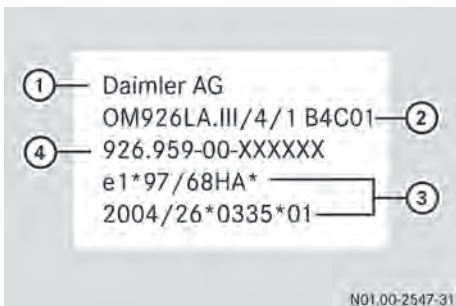 1 Daimler AG
OM926LA.III/4/1 B4C01 2
4 926.959-00-XXXXXX
e1*97/68HA*
3
2004/26*0335*01
N01.00-2547-31